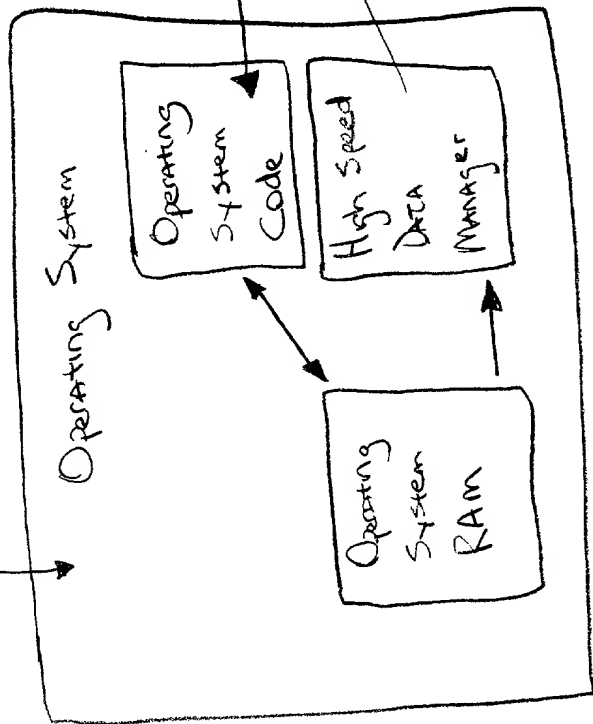 Operating System
Operating
System
Code
High Speed
Data
Manager
Operating
System
RAM